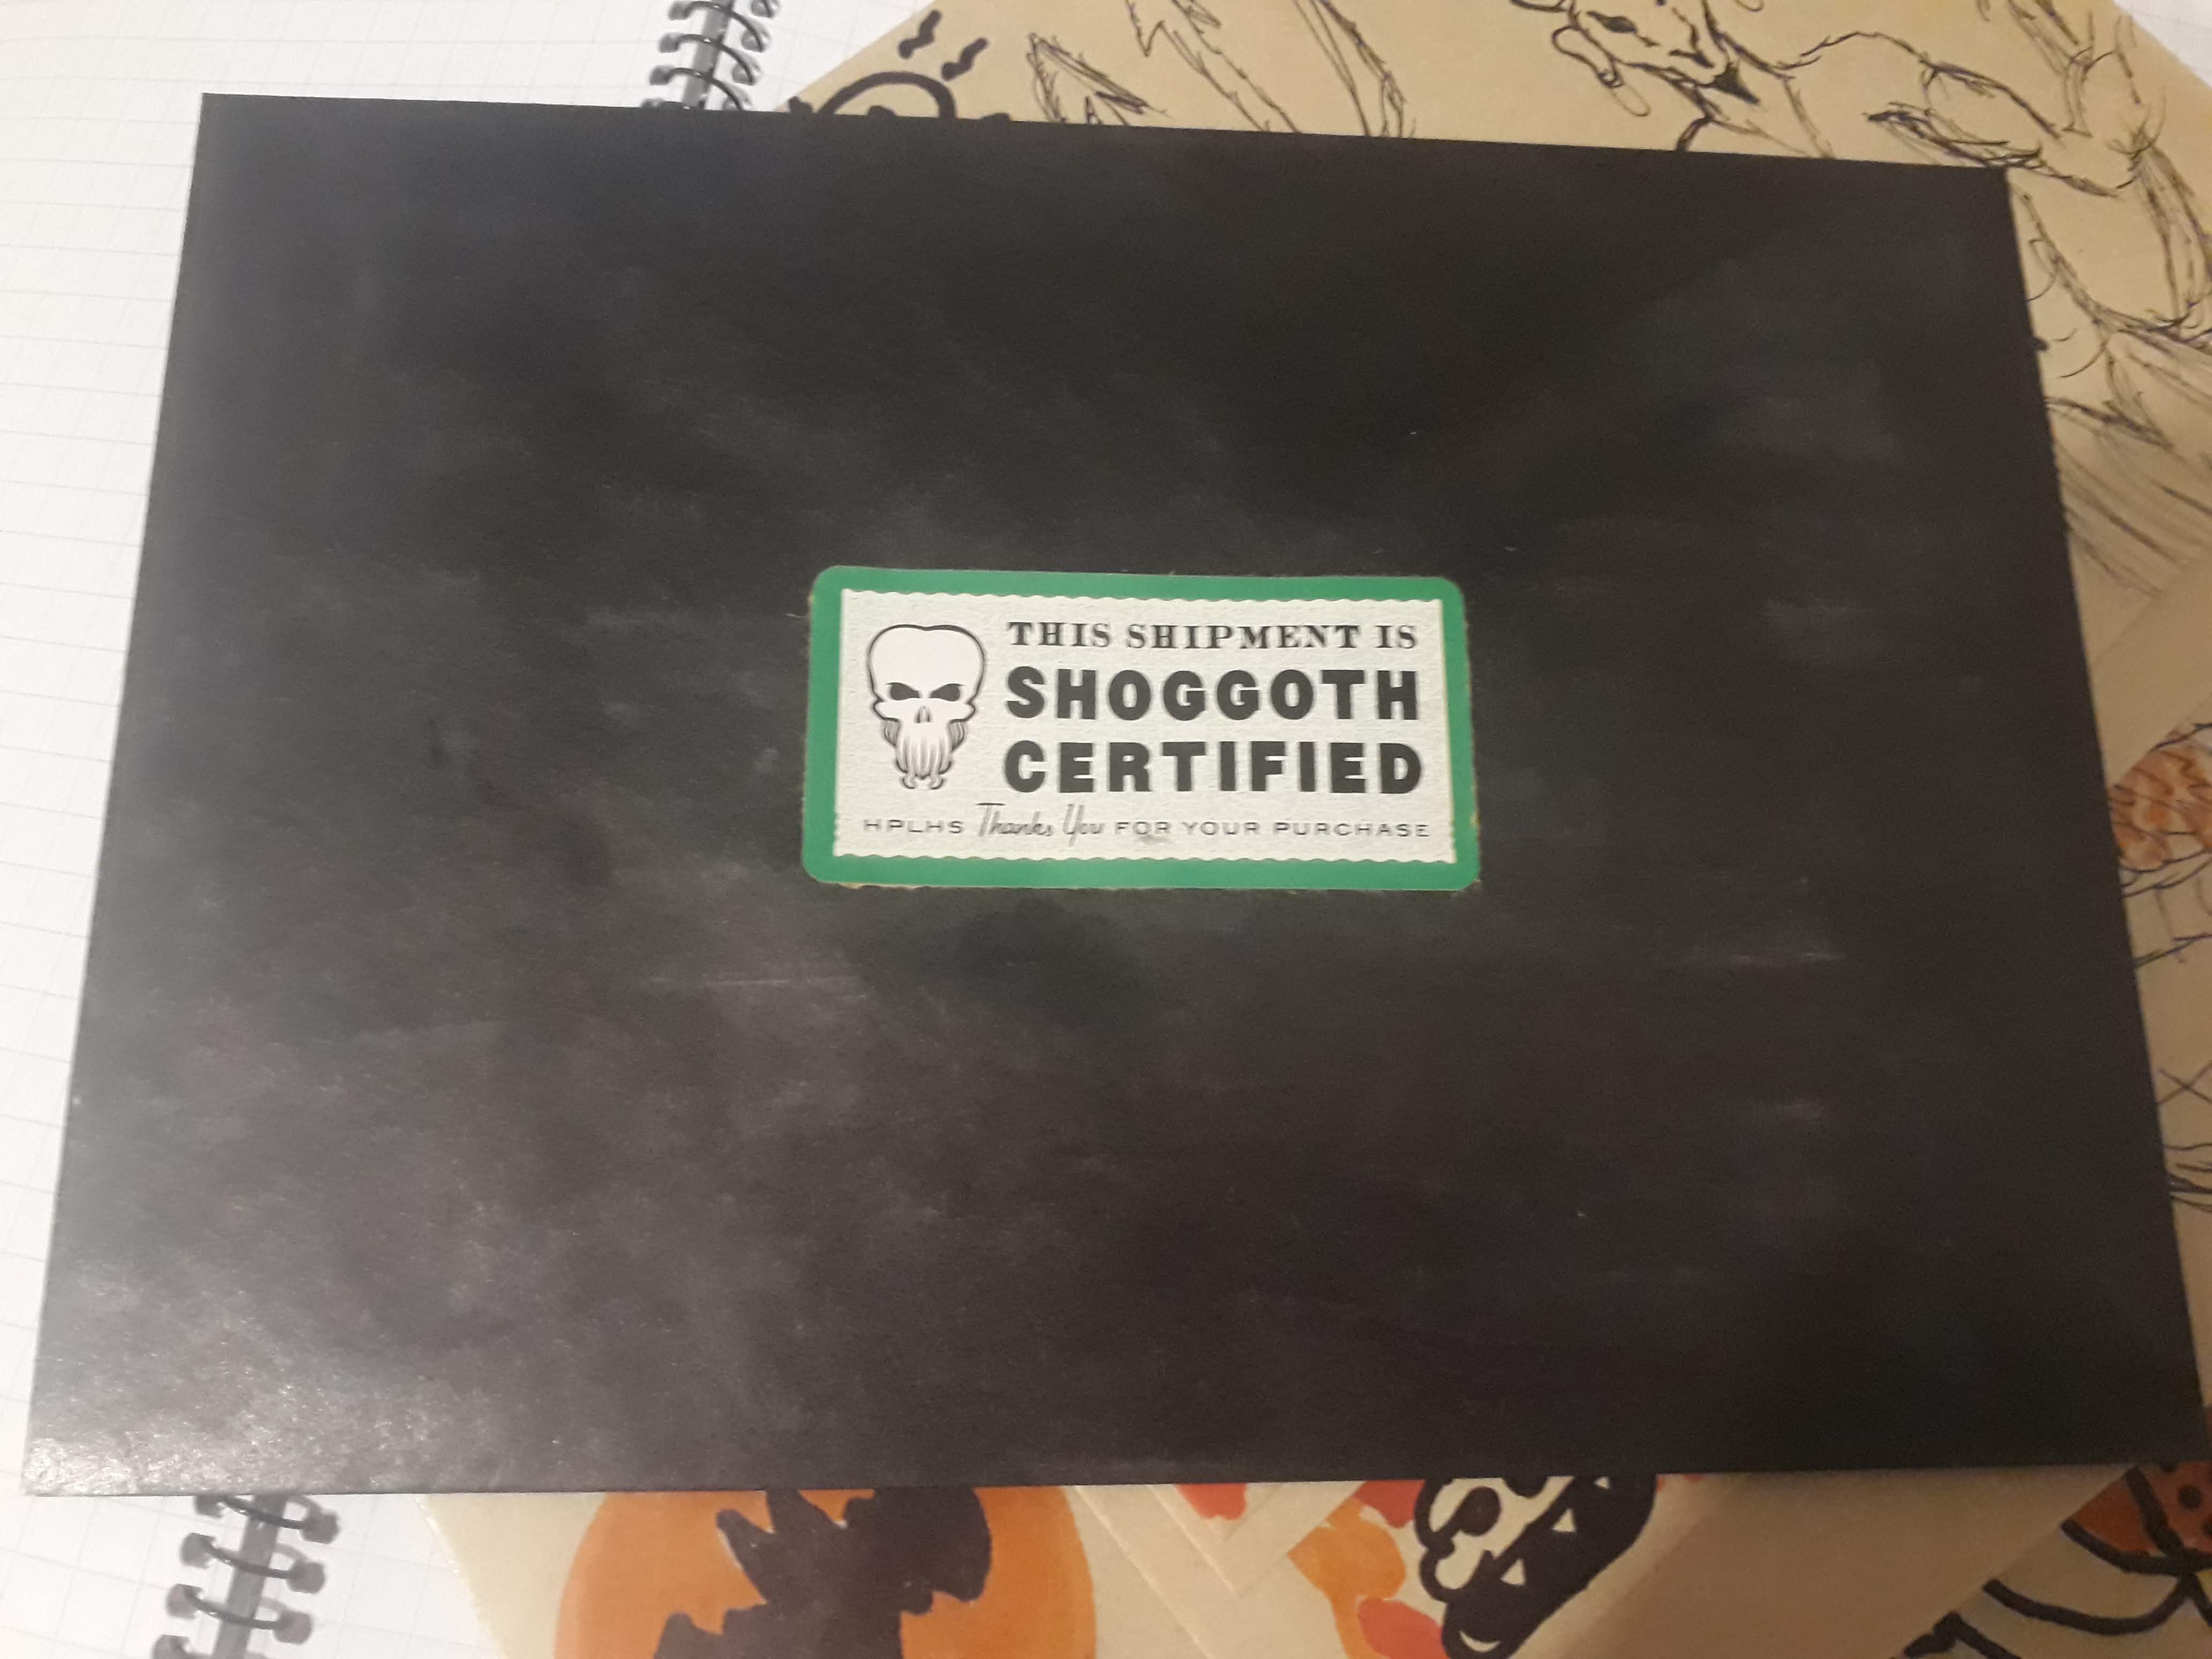 THIS SHIPMENT IS
SHOGGOTH
CERTIFIED
HPLHS Thanks You FOR YOUR PURCHASE